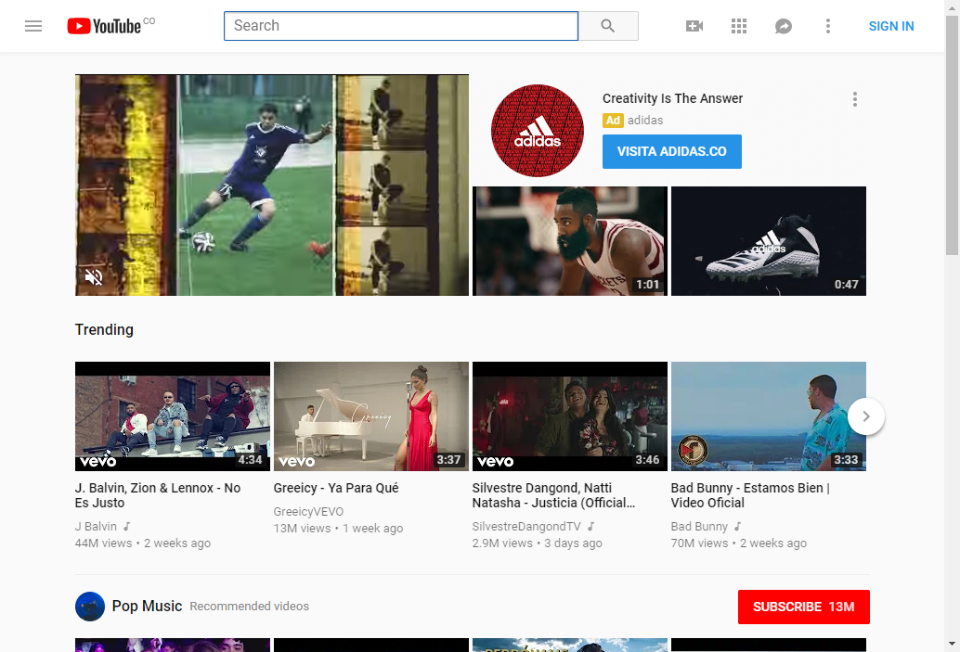 YouTube CO
Search
SIGN IN
Creativity Is The Answer
Ad adidas
VISITA ADIDAS.CO
adidas
adidas
1:01
0:47
Trending
vevo
4:34
vevo
3:37
vevo
3:46
3:33
J. Balvin, Zion & Lennox - No
Es Justo
J Balvin
44M views • 2 weeks ago
Greeicy - Ya Para Qué
GreeicyVEVO
13M views • 1 week ago
Silvestre Dangond, Natti
Natasha - Justicia (Official...
SilvestreDangondTV
2.9M views • 3 days ago
Bad Bunny - Estamos Bien |
Video Oficial
Bad Bunny
70M views • 2 weeks ago
Pop Music Recommended videos
SUBSCRIBE 13M